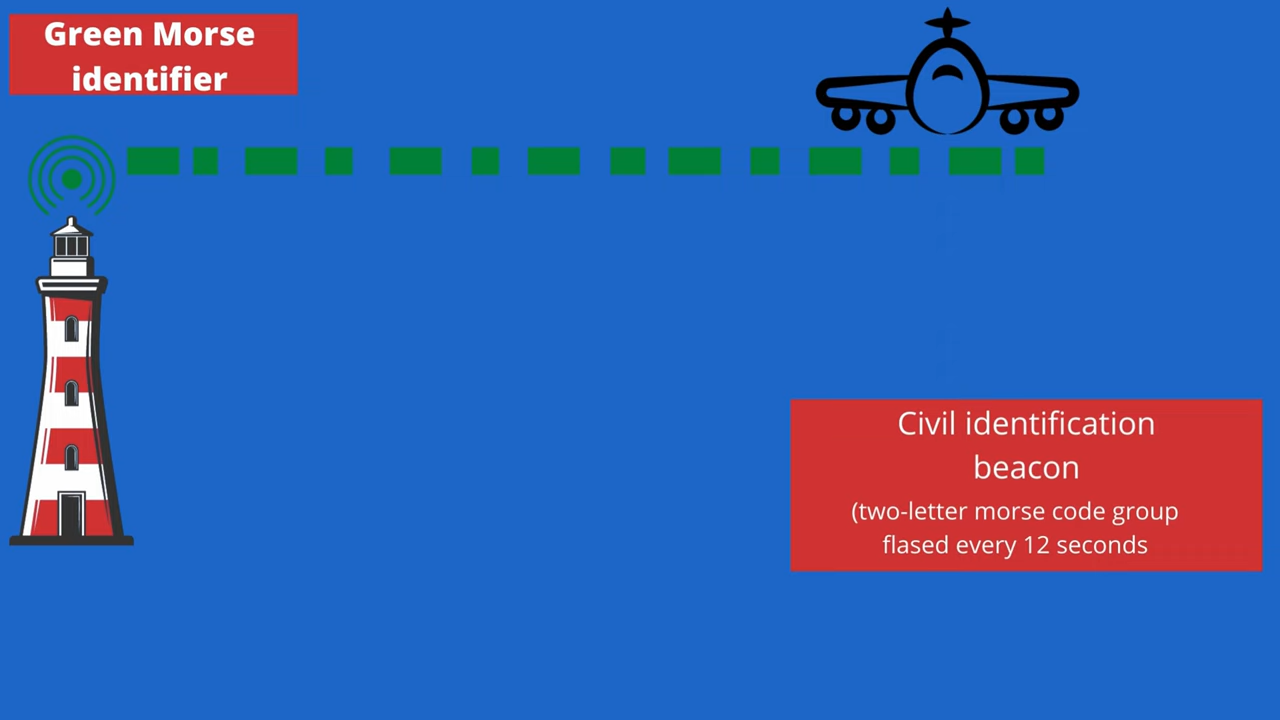 Green Morse
identifier
Civil identification
beacon
(two-letter morse code group
flased every 12 seconds